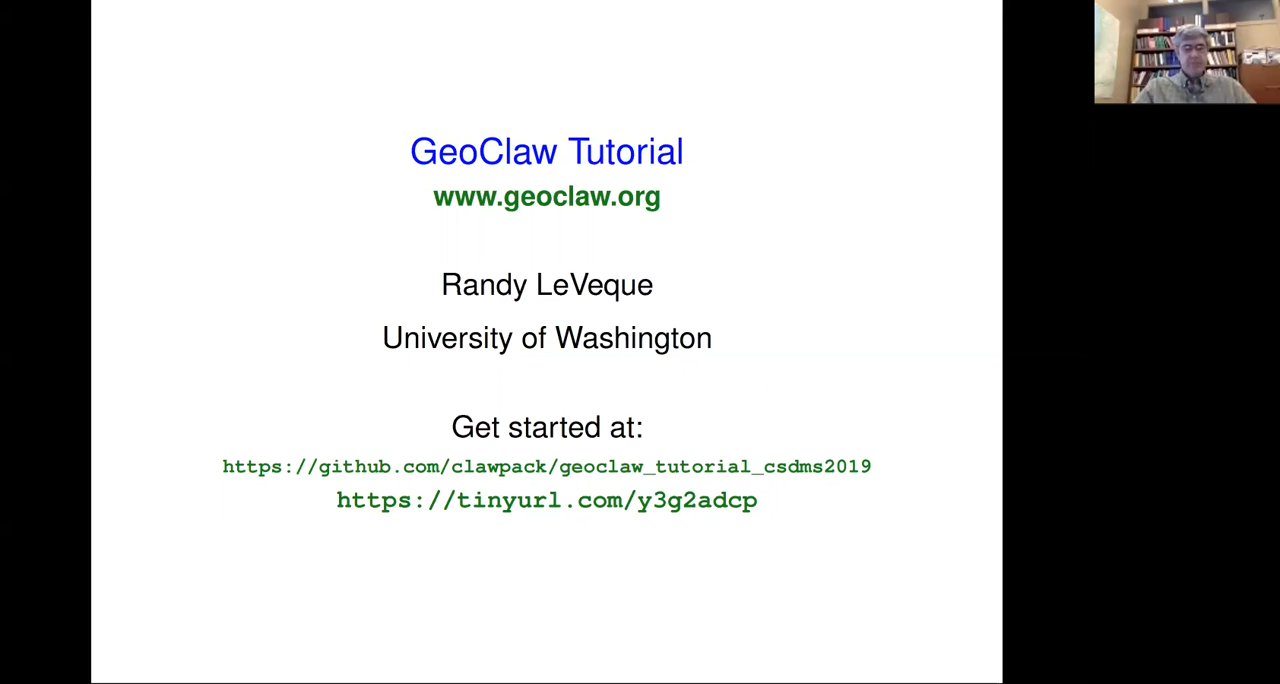 GeoClaw Tutorial
www.geoclaw.org
Randy LeVeque
University of Washington
Get started at:
https://github.com/clawpack/geoclaw_tutorial_csdms2019
https://tinyurl.com/y3g2adcp